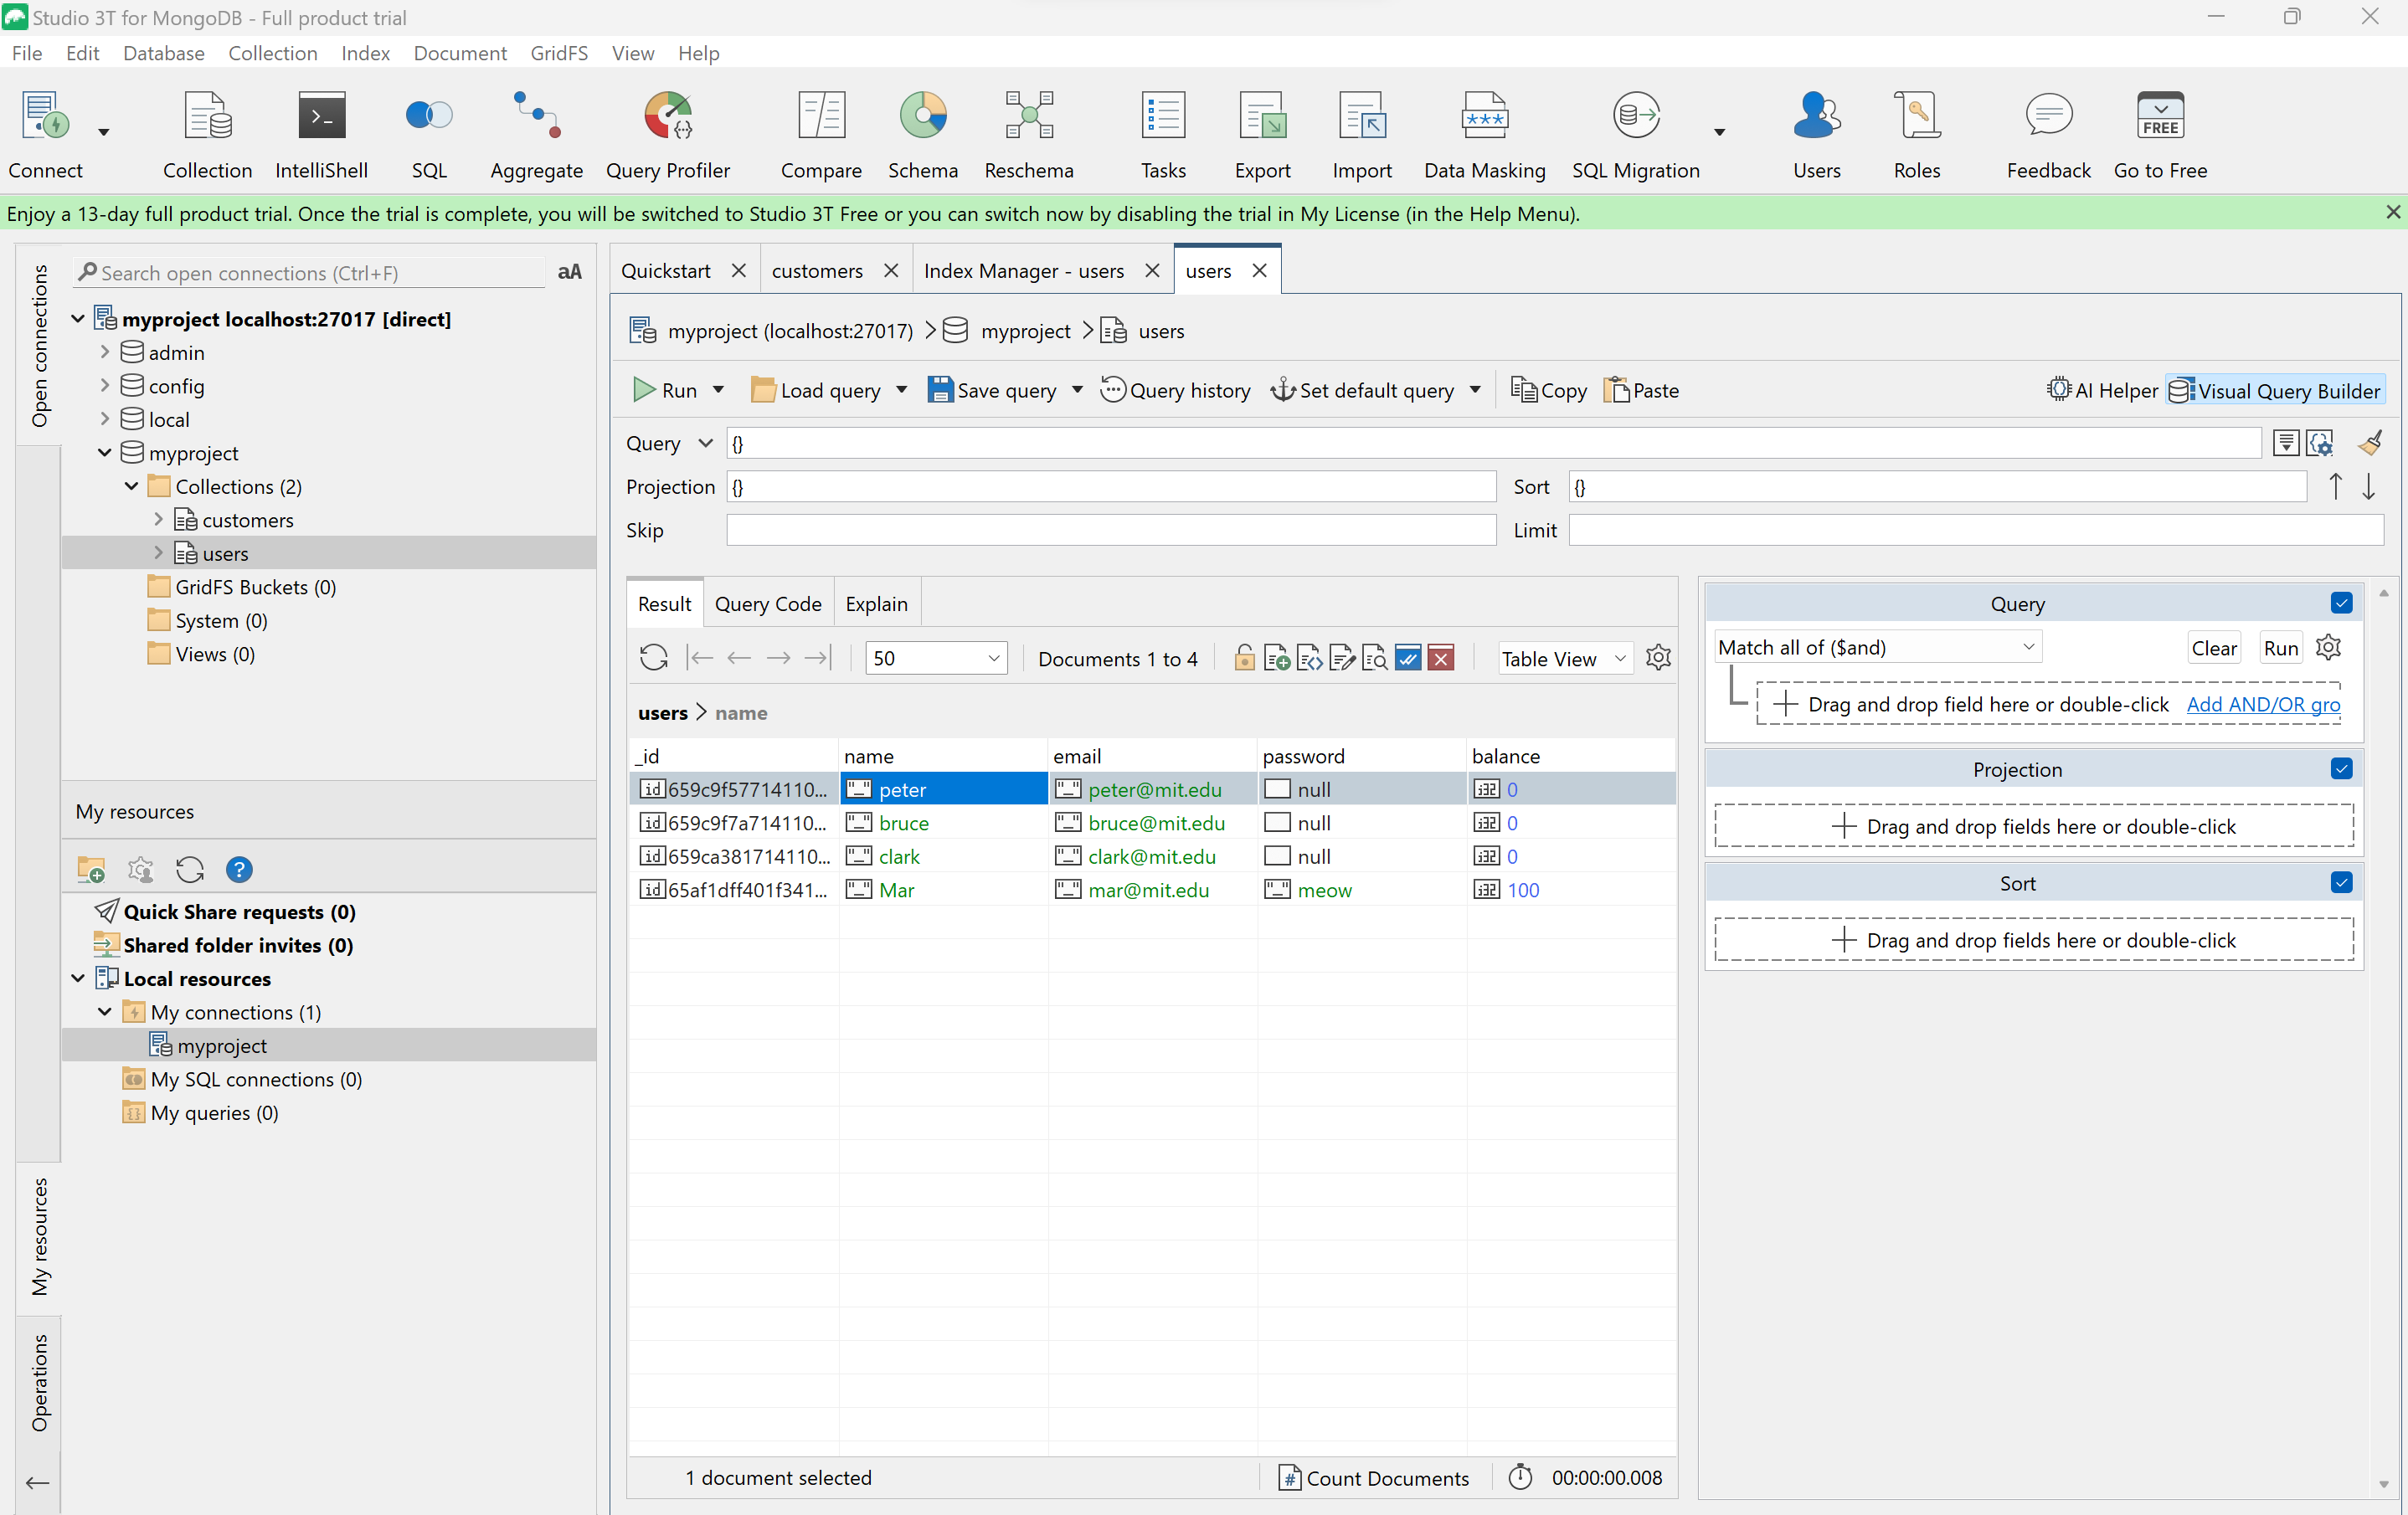 Studio 3T for MongoDB - Full product trial
File Edit Database Collection Index Document GridFS View Help
>_ {} *** FREE
Connect Collection IntelliShell SQL Aggregate Query Profiler Compare Schema Reschema Tasks Export Import Data Masking SQL Migration Users Roles Feedback Go to Free
Enjoy a 13-day full product trial. Once the trial is complete, you will be switched to Studio 3T Free or you can switch now by disabling the trial in My License (in the Help Menu).
Open connections
My resources
Operations
Search open connections (Ctrl+F) aA
myproject localhost:27017 [direct]
admin
config
local
myproject
Collections (2)
customers
users
GridFS Buckets (0)
System (0)
Views (0)
My resources
Quick Share requests (0)
Shared folder invites (0)
Local resources
My connections (1)
myproject
My SQL connections (0)
My queries (0)
Quickstart customers Index Manager - users users
myproject (localhost:27017) myproject users
Run Load query Save query Query history Set default query Copy Paste AI Helper Visual Query Builder
Query {}
Projection {} Sort {}
Skip Limit
Result Query Code Explain
50 Documents 1 to 4 Table View
users > name
_id name email password balance
id 659c9f57714110... "_" peter "_" peter@mit.edu null i32 0
id 659c9f7a714110... "_" bruce "_" bruce@mit.edu null i32 0
id 659ca381714110... "_" clark "_" clark@mit.edu null i32 0
id 65af1dff401f341... "_" Mar "_" mar@mit.edu "_" meow i32 100
1 document selected # Count Documents 00:00:00.008
Query
Match all of ($and) Clear Run
Drag and drop field here or double-click Add AND/OR gro
Projection
Drag and drop fields here or double-click
Sort
Drag and drop fields here or double-click